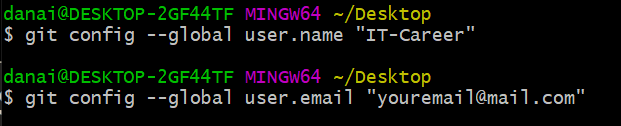 danai@DESKTOP-2GF44TF MINGW64 ~/Desktop
$ git config --global user.name "IT-Career"
danai@DESKTOP-2GF44TF MINGW64 ~/Desktop
$ git config --global user.email "youremail@mail.com"